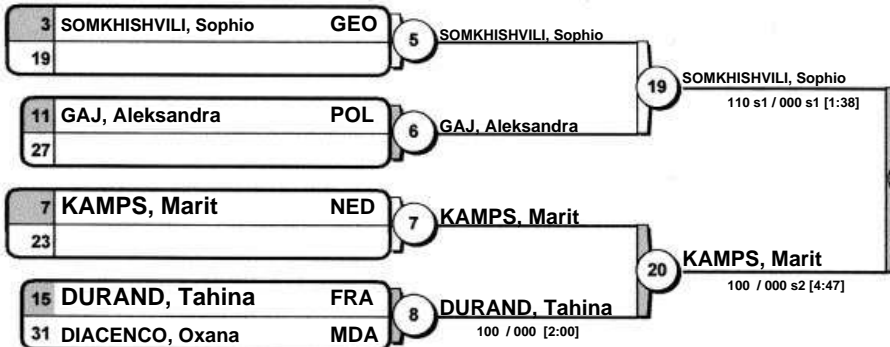 3 SOMKHISHVILI, Sophio GEO
19
5 SOMKHISHVILI, Sophio
19 SOMKHISHVILI, Sophio
110 s1 / 000 s1 [1:38]
11 GAJ, Aleksandra POL
27
6 GAJ, Aleksandra
7 KAMPS, Marit NED
23
7 KAMPS, Marit
20 KAMPS, Marit
100 / 000 s2 [4:47]
15 DURAND, Tahina FRA
31 DIACENCO, Oxana MDA
8 DURAND, Tahina
100 / 000 [2:00]